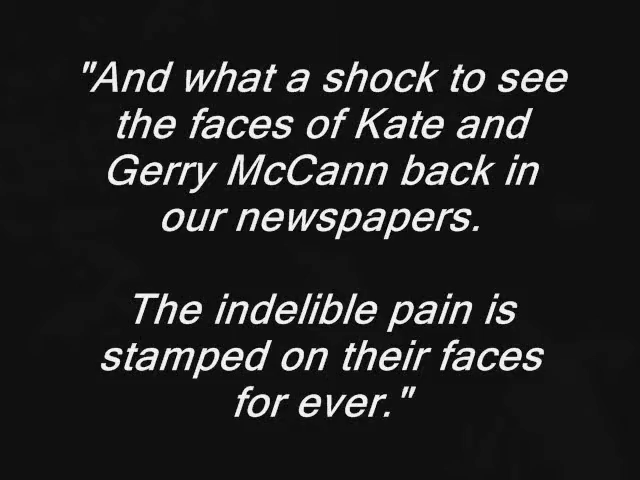 "And what a shock to see
the faces of Kate and
Gerry McCann back in
our newspapers.
The indelible pain is
stamped on their faces
for ever."